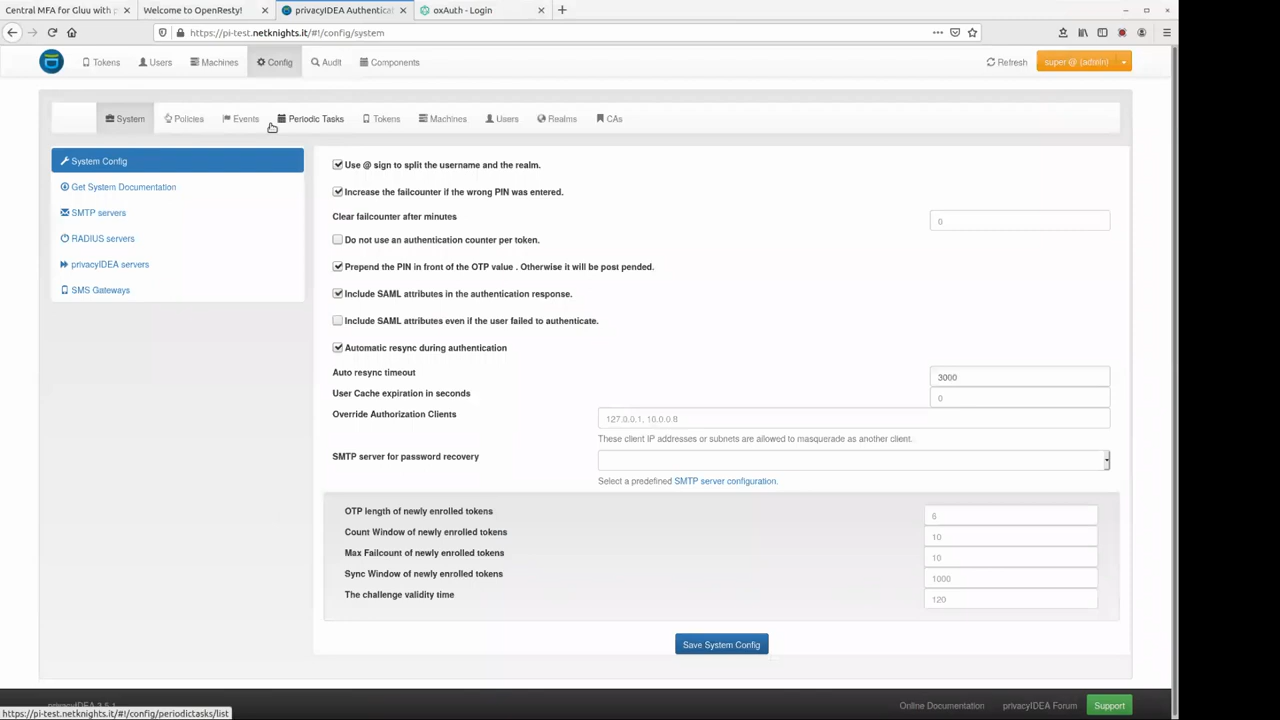 Central MFA for Gluu with p
Welcome to OpenResty!
privacyIDEA Authenticat
oxAuth - Login
https://pi-test.netknights.it/#!/config/system
Tokens
Users
Machines
Config
Audit
Components
Refresh
super @ (admin)
System
Policies
Events
Periodic Tasks
Tokens
Machines
Users
Realms
CAs
System Config
Get System Documentation
SMTP servers
RADIUS servers
privacyIDEA servers
SMS Gateways
Use @ sign to split the username and the realm.
Increase the failcounter if the wrong PIN was entered.
Clear failcounter after minutes
0
Do not use an authentication counter per token.
Prepend the PIN in front of the OTP value . Otherwise it will be post pended.
Include SAML attributes in the authentication response.
Include SAML attributes even if the user failed to authenticate.
Automatic resync during authentication
Auto resync timeout
3000
User Cache expiration in seconds
0
Override Authorization Clients
127.0.0.1, 10.0.0.8
These client IP addresses or subnets are allowed to masquerade as another client.
SMTP server for password recovery
Select a predefined SMTP server configuration.
OTP length of newly enrolled tokens
6
Count Window of newly enrolled tokens
10
Max Failcount of newly enrolled tokens
10
Sync Window of newly enrolled tokens
1000
The challenge validity time
120
Save System Config
privacyIDEA 3.5.1
https://pi-test.netknights.it/#!/config/periodictasks/list
Online Documentation
privacyIDEA Forum
Support